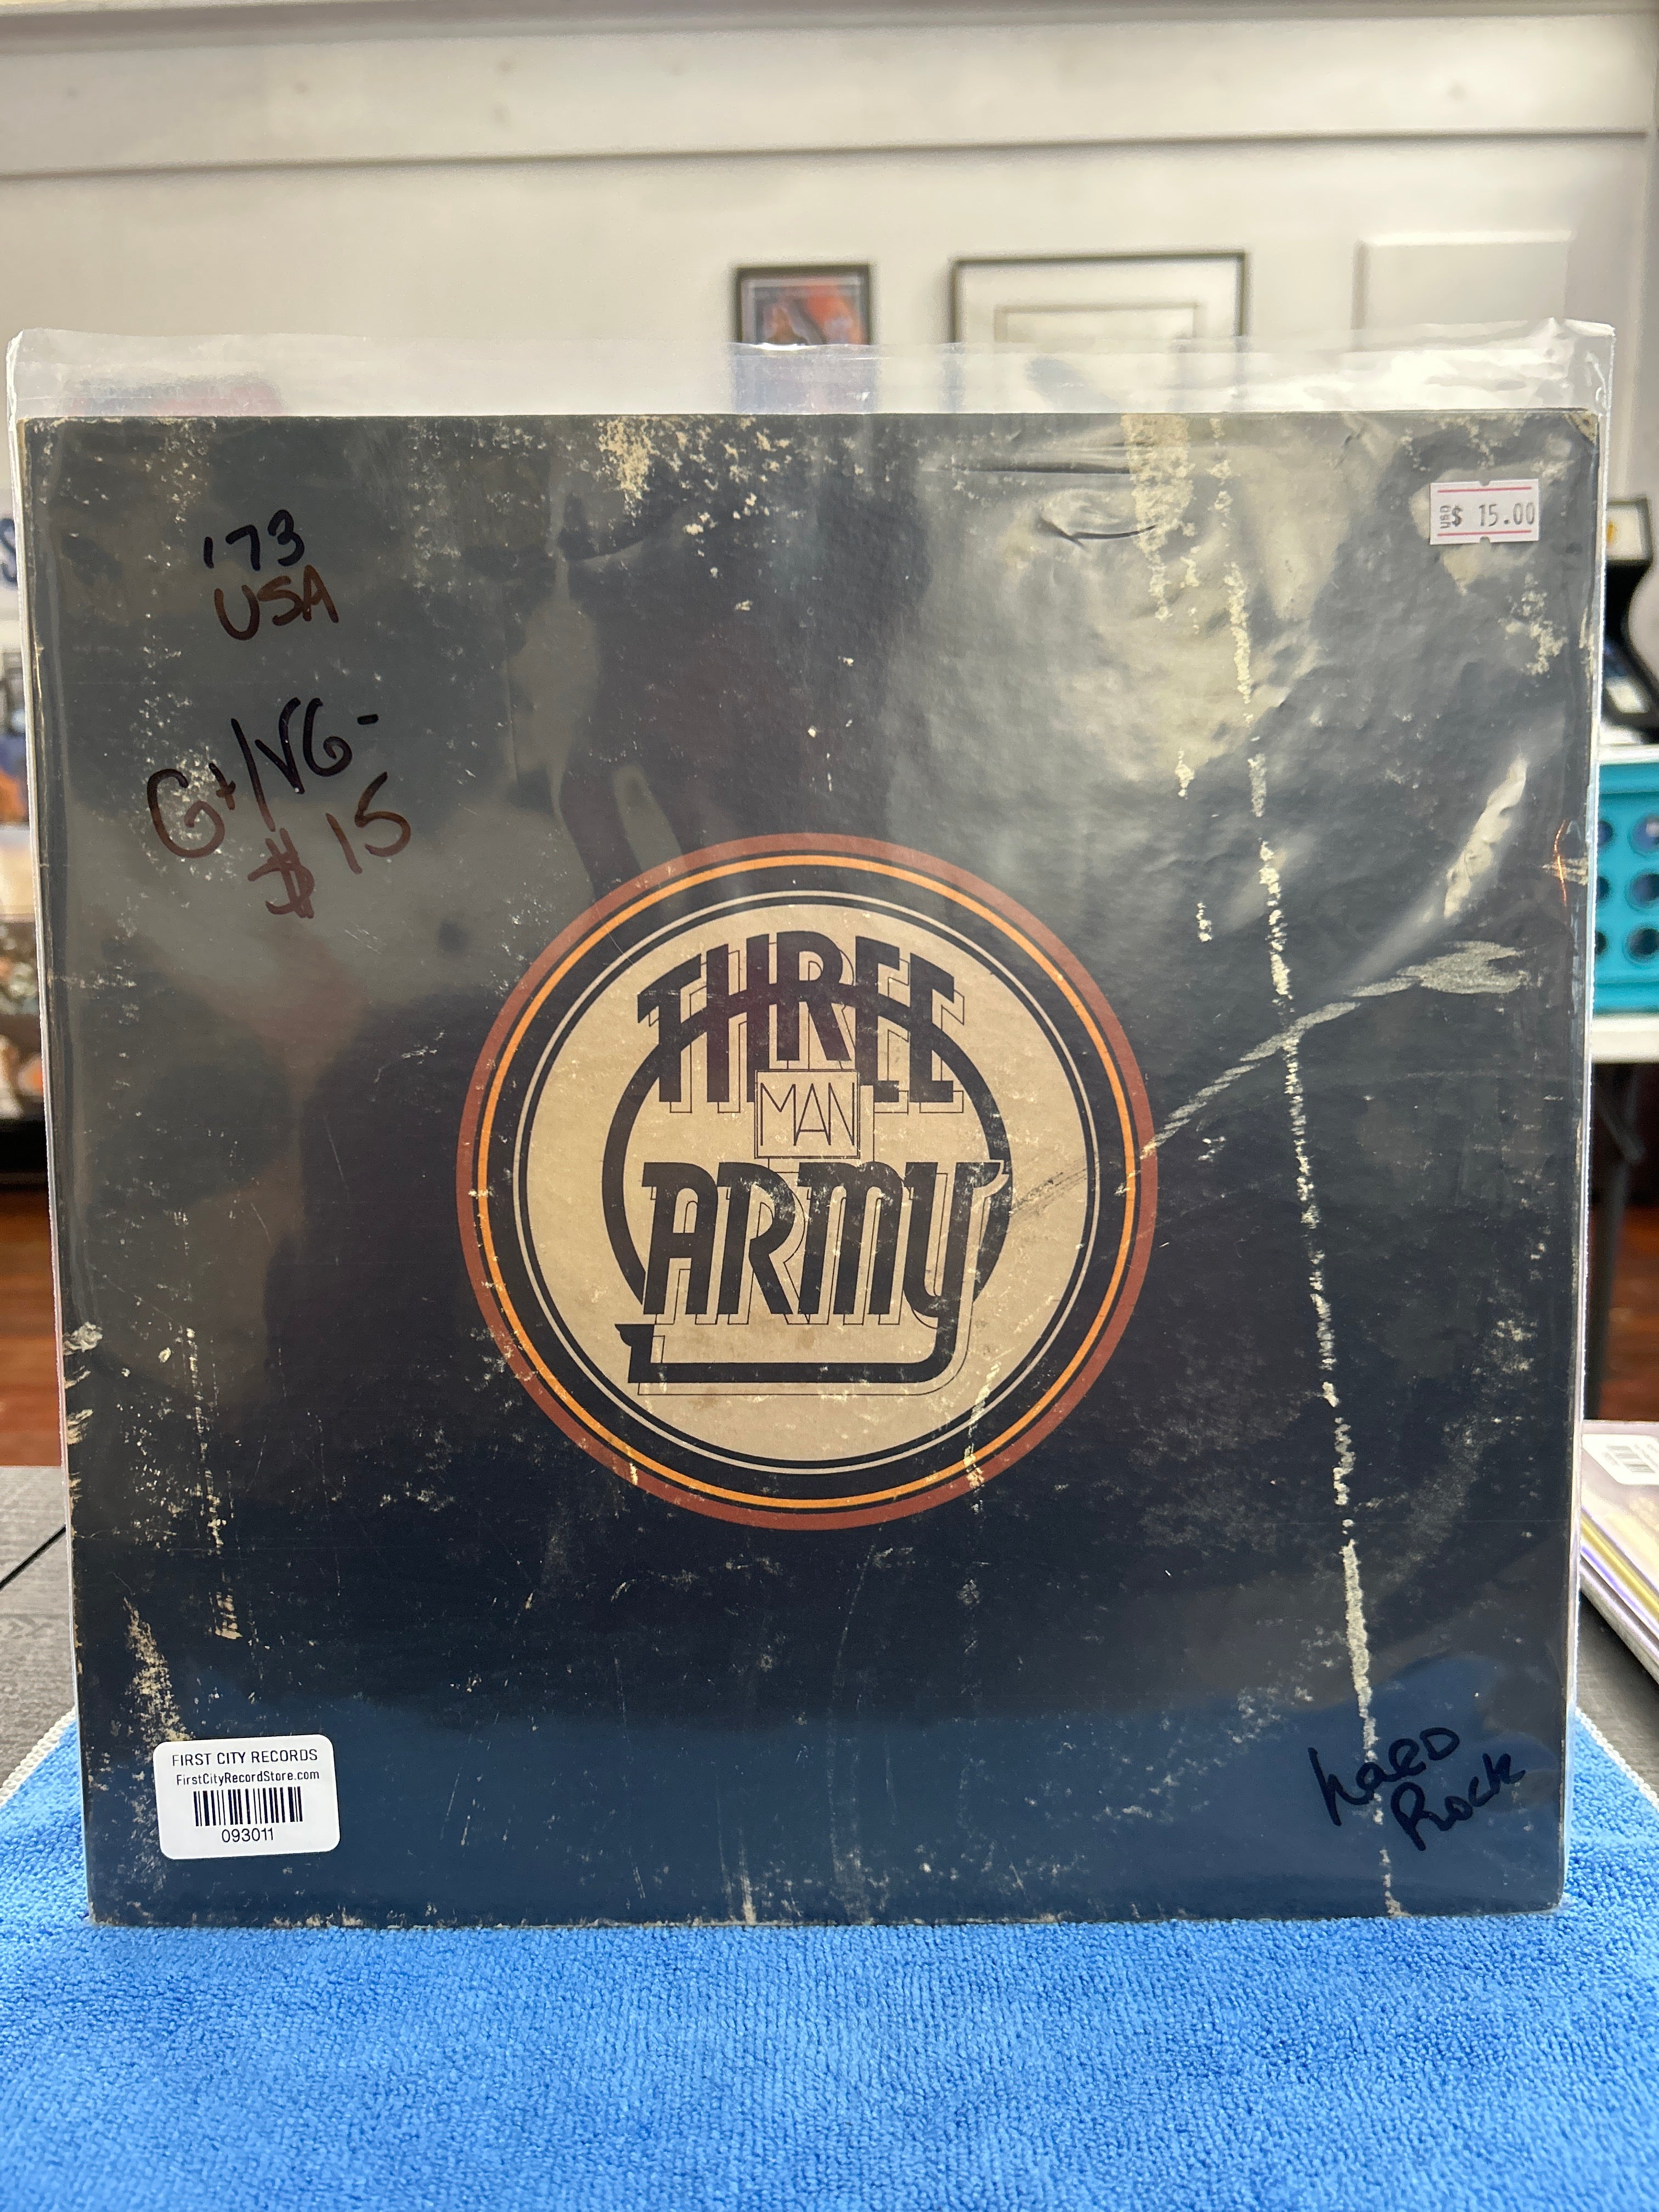 '73
USA
USD$ 15.00
G+/VG-
$15
THREE
MAN
ARMY
FIRST CITY RECORDS
FirstCityRecordStore.com
093011
HARD
ROCK